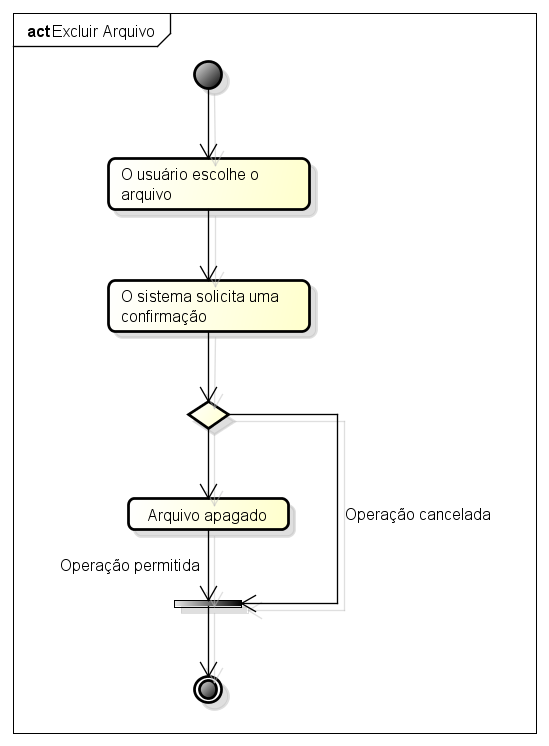 act Excluir Arquivo
O usuário escolhe o
arquivo
O sistema solicita uma
confirmação
Arquivo apagado
Operação cancelada
Operação permitida